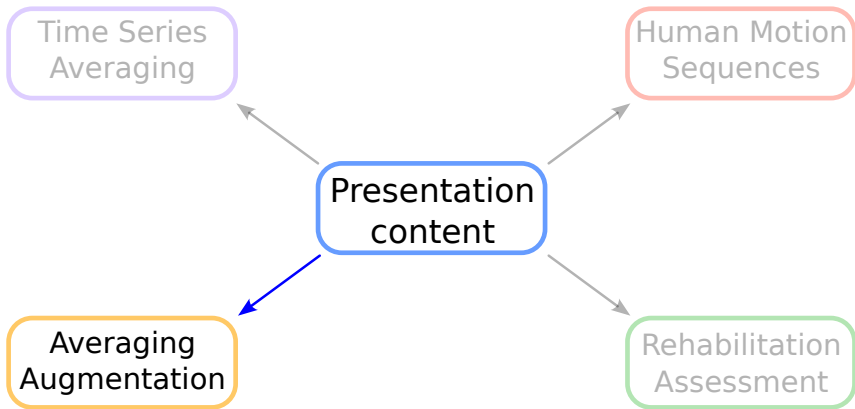 Time Series
Averaging
Human Motion
Sequences
Presentation
content
Averaging
Augmentation
Rehabilitation
Assessment